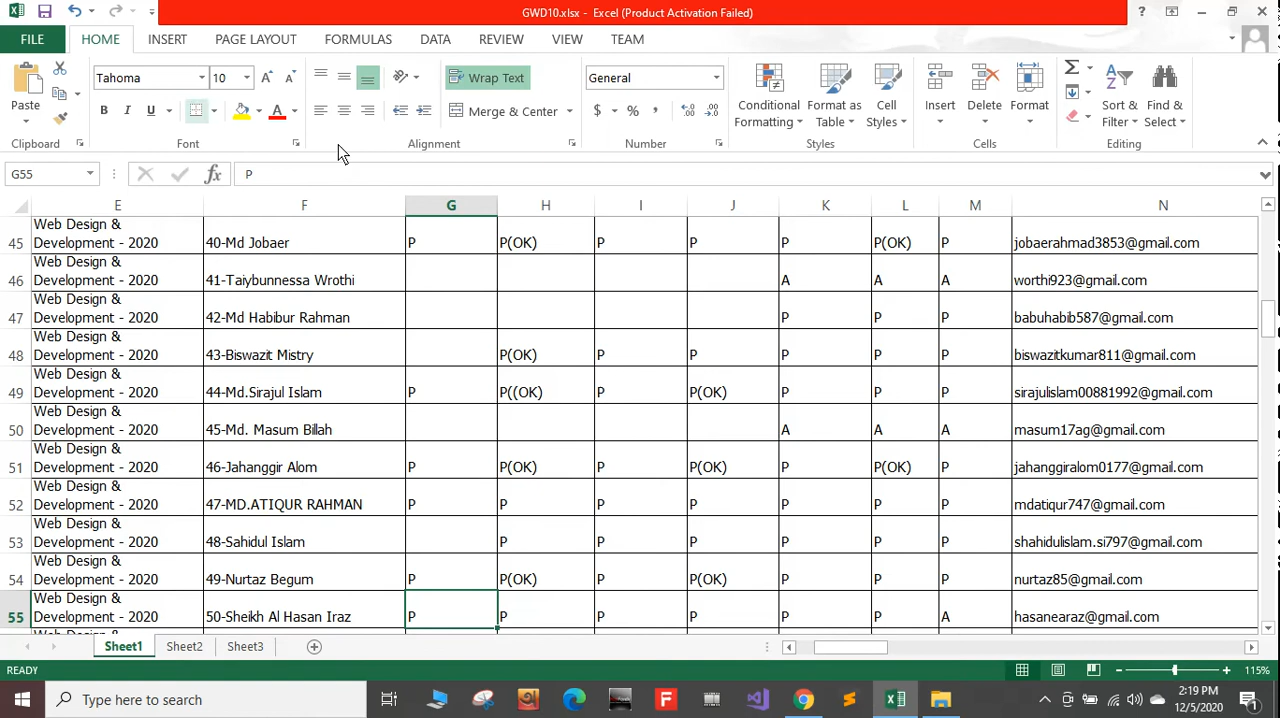 GWD10.xlsx - Excel (Product Activation Failed)
FILE HOME INSERT PAGE LAYOUT FORMULAS DATA REVIEW VIEW TEAM
Tahoma 10 Wrap Text General
Paste B I U Merge & Center $ % , Conditional Formatting Format as Table Cell Styles Insert Delete Format Sort & Filter Find & Select
Clipboard Font Alignment Number Styles Cells Editing
G55 fx P
E F G H I J K L M N
45 Web Design & Development - 2020 40-Md Jobaer P P(OK) P P P P(OK) P jobaerahmad3853@gmail.com
46 Web Design & Development - 2020 41-Taiybunnessa Wrothi A A A worthi923@gmail.com
47 Web Design & Development - 2020 42-Md Habibur Rahman P P P babuhabib587@gmail.com
48 Web Design & Development - 2020 43-Biswazit Mistry P(OK) P P P P P biswazitkumar811@gmail.com
49 Web Design & Development - 2020 44-Md.Sirajul Islam P P((OK) P P(OK) P P P sirajulislam00881992@gmail.com
50 Web Design & Development - 2020 45-Md. Masum Billah A A A masum17ag@gmail.com
51 Web Design & Development - 2020 46-Jahanggir Alom P P(OK) P P(OK) P P(OK) P jahanggiralom0177@gmail.com
52 Web Design & Development - 2020 47-MD.ATIQUR RAHMAN P P P P P P P mdatiqur747@gmail.com
53 Web Design & Development - 2020 48-Sahidul Islam P P P P P P shahidulislam.si797@gmail.com
54 Web Design & Development - 2020 49-Nurtaz Begum P P(OK) P P(OK) P P P nurtaz85@gmail.com
55 Web Design & Development - 2020 50-Sheikh Al Hasan Iraz P P P P P P A hasanearaz@gmail.com
Sheet1 Sheet2 Sheet3
READY 115%
Type here to search
2:19 PM
12/5/2020